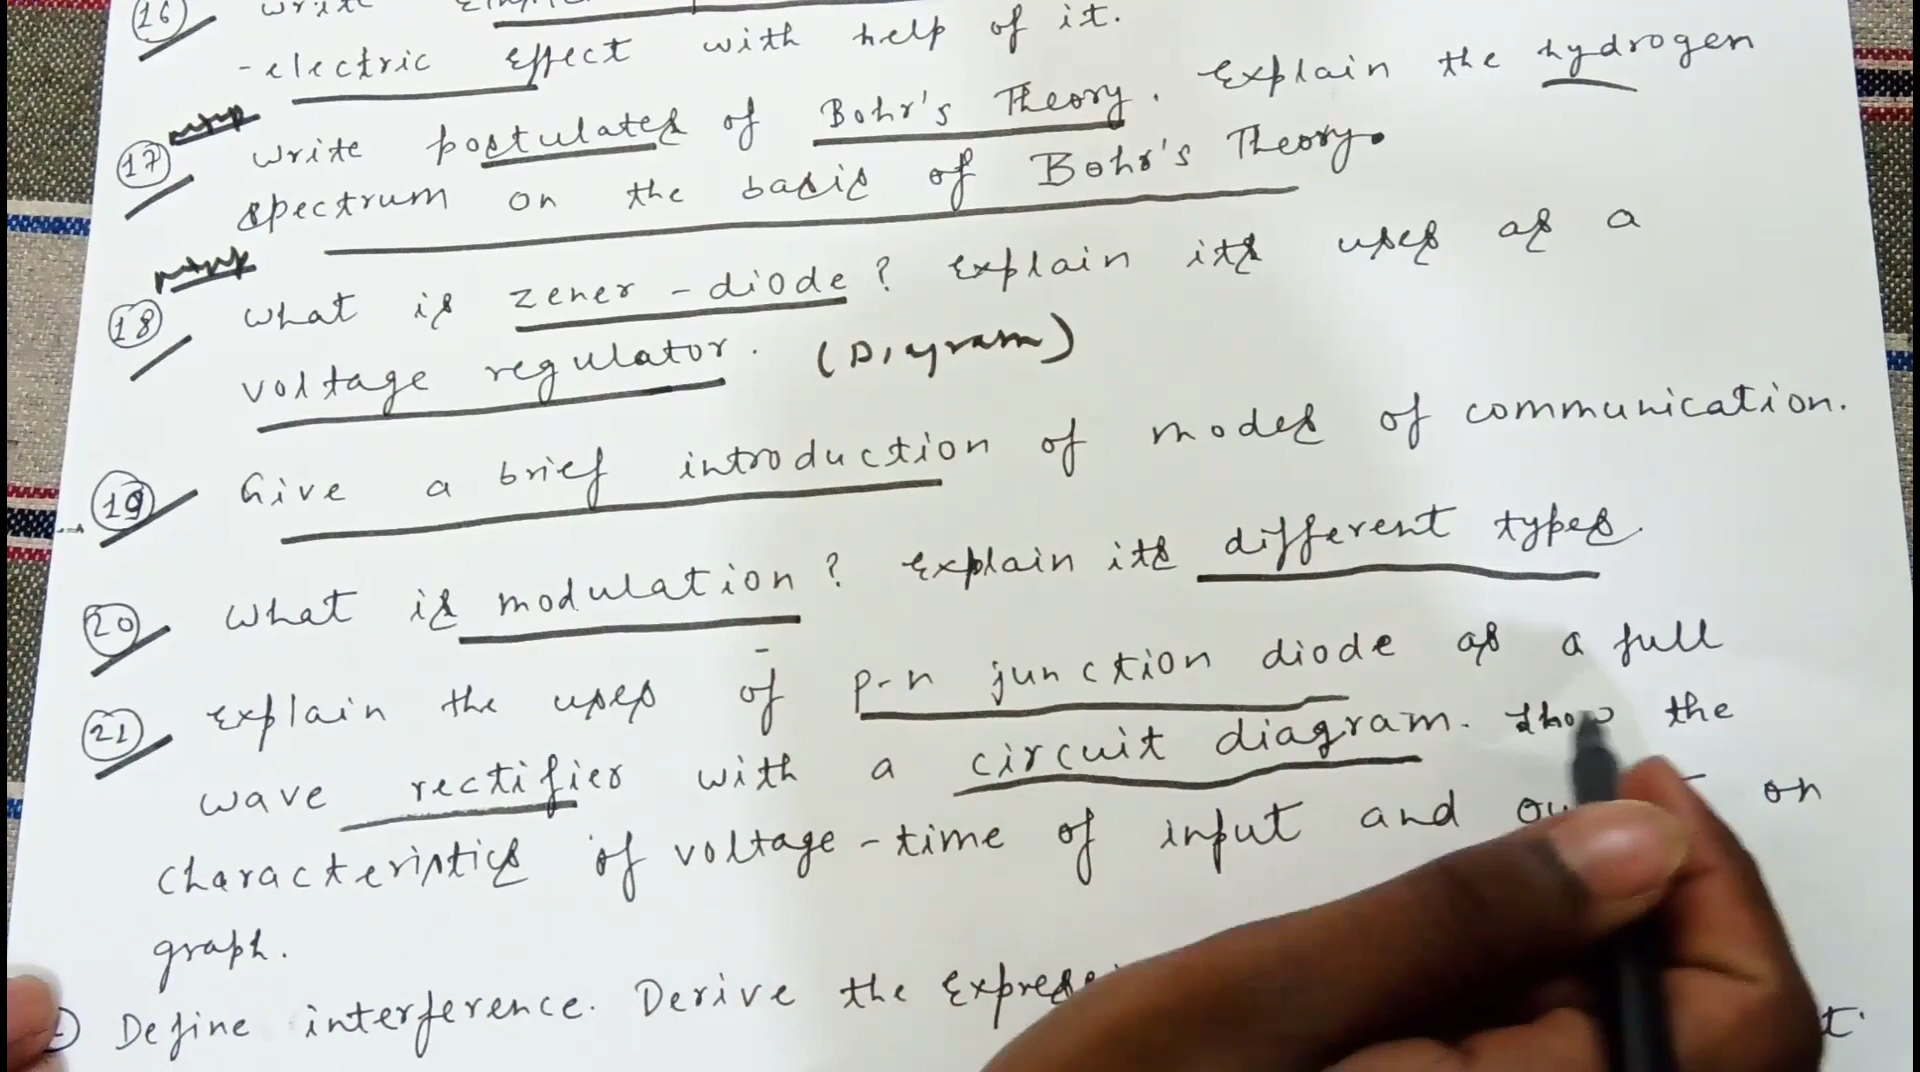 (16) write
-electric effect with help of it.
(17) write postulates of Bohr's Theory. Explain the hydrogen
spectrum on the basis of Bohr's Theory.
(18) what is zener-diode? Explain its uses as a
voltage regulator. (Diagram)
(19) Give a brief introduction of modes of communication.
(20) what is modulation? Explain its different types.
(21) Explain the uses of p-n junction diode as a full
wave rectifier with a circuit diagram. Show the
characteristics of voltage-time of input and on
graph.
Define interference. Derive the